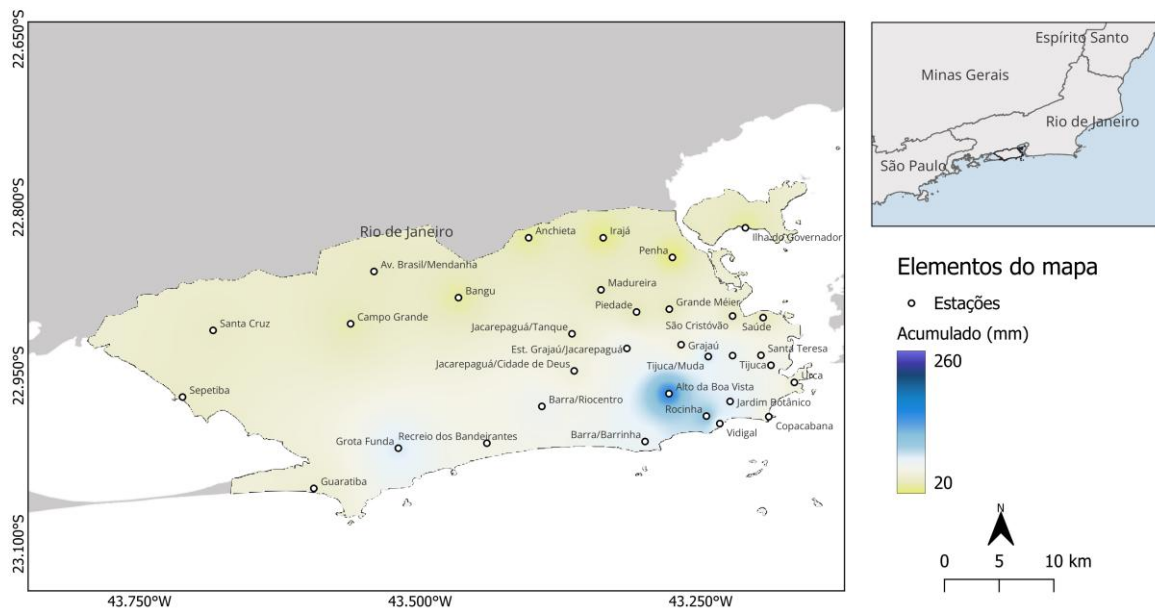 22.650°S
22.800°S
22.950°S
23.100°S
43.750°W
43.500°W
43.250°W
Rio de Janeiro
Anchieta
Irajá
Ilha do Governador
Penha
Av. Brasil/Mendanha
Bangu
Madureira
Piedade
Grande Méier
Santa Cruz
Campo Grande
São Cristóvão
Saúde
Jacarepaguá/Tanque
Est. Grajaú/Jacarepaguá
Grajaú
Santa Teresa
Jacarepaguá/Cidade de Deus
Tijuca/Muda
Tijuca
Urca
Sepetiba
Alto da Boa Vista
Barra/Riocentro
Rocinha
Jardim Botânico
Copacabana
Vidigal
Grota Funda
Recreio dos Bandeirantes
Barra/Barrinha
Guaratiba
Espírito Santo
Minas Gerais
Rio de Janeiro
São Paulo
Elementos do mapa
Estações
Acumulado (mm)
260
20
N
0 5 10 km